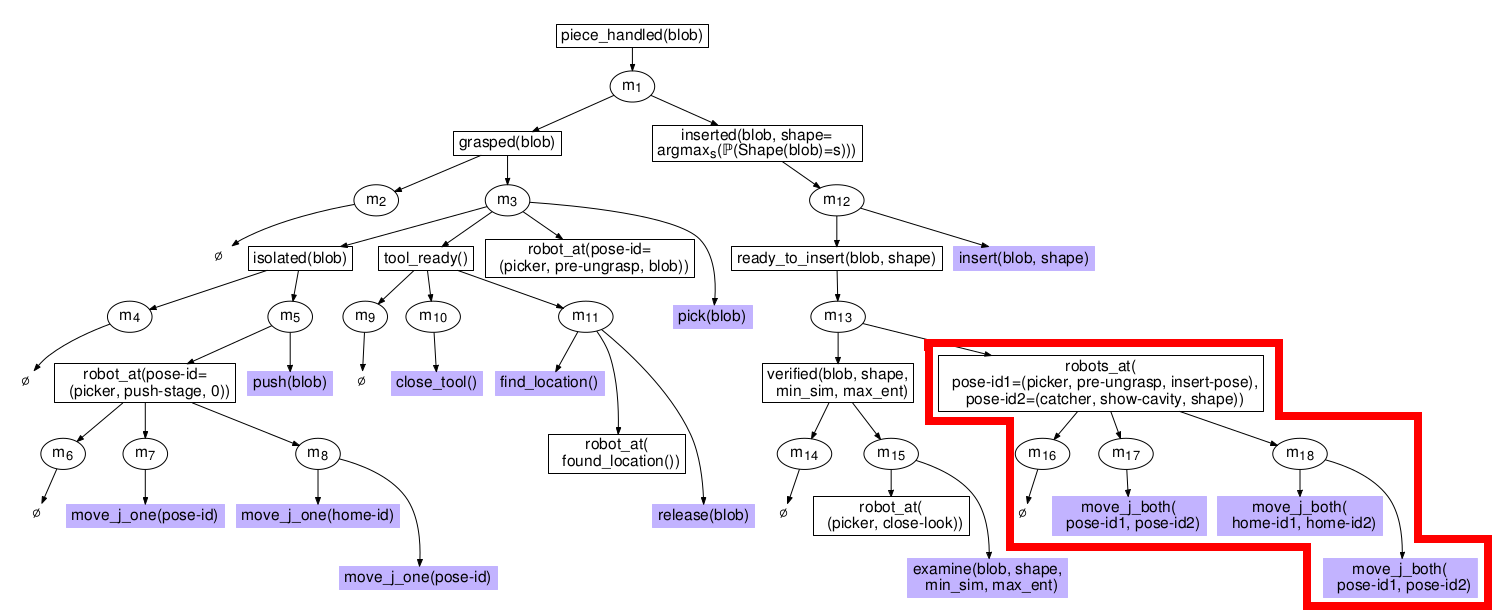 piece_handled(blob)
m1
grasped(blob)
inserted(blob, shape=
argmaxs(ℙ(Shape(blob)=s)))
m2
m3
m12
∅
isolated(blob)
tool_ready()
robot_at(pose-id=
(picker, pre-ungrasp, blob))
ready_to_insert(blob, shape)
insert(blob, shape)
m4
m5
m9
m10
m11
pick(blob)
m13
∅
robot_at(pose-id=
(picker, push-stage, 0))
push(blob)
∅
close_tool()
find_location()
verified(blob, shape,
min_sim, max_ent)
robots_at(
pose-id1=(picker, pre-ungrasp, insert-pose),
pose-id2=(catcher, show-cavity, shape))
m6
m7
m8
robot_at(
found_location())
m14
m15
m16
m17
m18
∅
move_j_one(pose-id)
move_j_one(home-id)
release(blob)
∅
robot_at(
(picker, close-look))
∅
move_j_both(
pose-id1, pose-id2)
move_j_both(
home-id1, home-id2)
move_j_one(pose-id)
examine(blob, shape,
min_sim, max_ent)
move_j_both(
pose-id1, pose-id2)